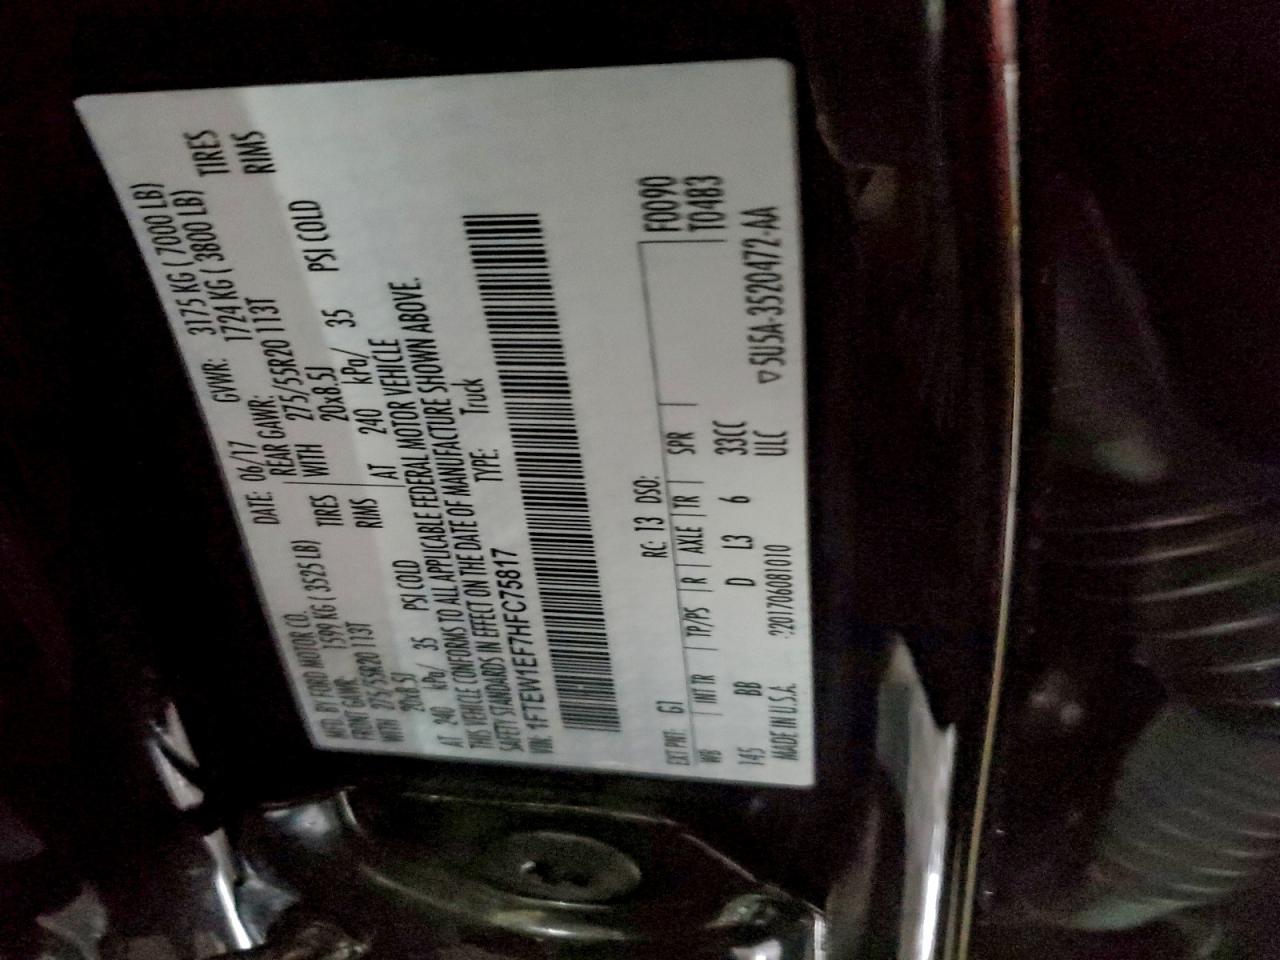 MFD. BY FORD MOTOR CO.
DATE: 06/17 GVWR: 3175 KG ( 7000 LB)
FRONT GAWR: 1599 KG ( 3525 LB) REAR GAWR: 1724 KG ( 3800 LB)
WITH 275/55R20 113T TIRES WITH 275/55R20 113T TIRES
20x8.5J RIMS 20x8.5J RIMS
AT 240 kPa/ 35 PSI COLD AT 240 kPa/ 35 PSI COLD
THIS VEHICLE CONFORMS TO ALL APPLICABLE FEDERAL MOTOR VEHICLE
SAFETY STANDARDS IN EFFECT ON THE DATE OF MANUFACTURE SHOWN ABOVE.
VIN: 1FTEW1EF7HFC75817 TYPE: Truck
EXT PNT: G1 RC: 13 DSO: F0090
WB INT TR TP/PS R AXLE TR SPR T04B3
145 BB D L3 6 33CC
MADE IN U.S.A. 2201706081010 ULC ▽5U5A-3520472-AA